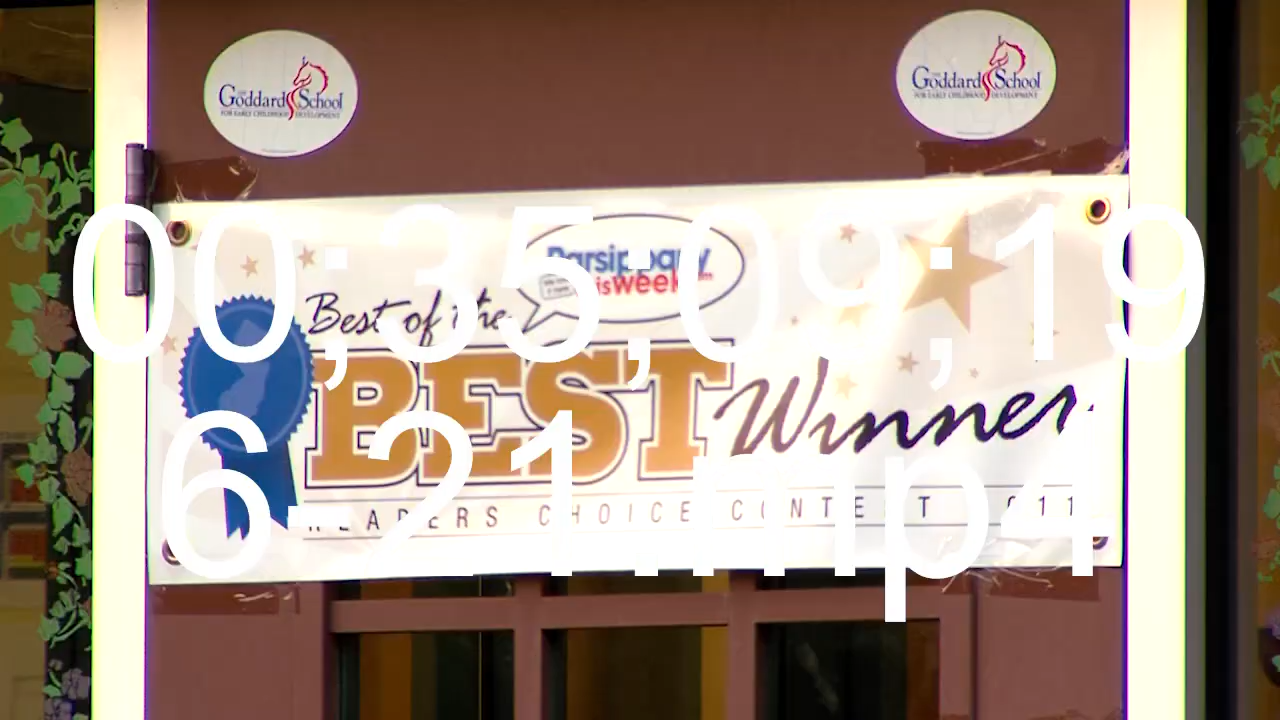 THE
Goddard School
FOR EARLY CHILDHOOD DEVELOPMENT
THE
Goddard School
FOR EARLY CHILDHOOD DEVELOPMENT
00;35;09;19
Parsippany
Best of the
BEST Winner
6-21.mp4
READERS CHOICE CONTEST 2011